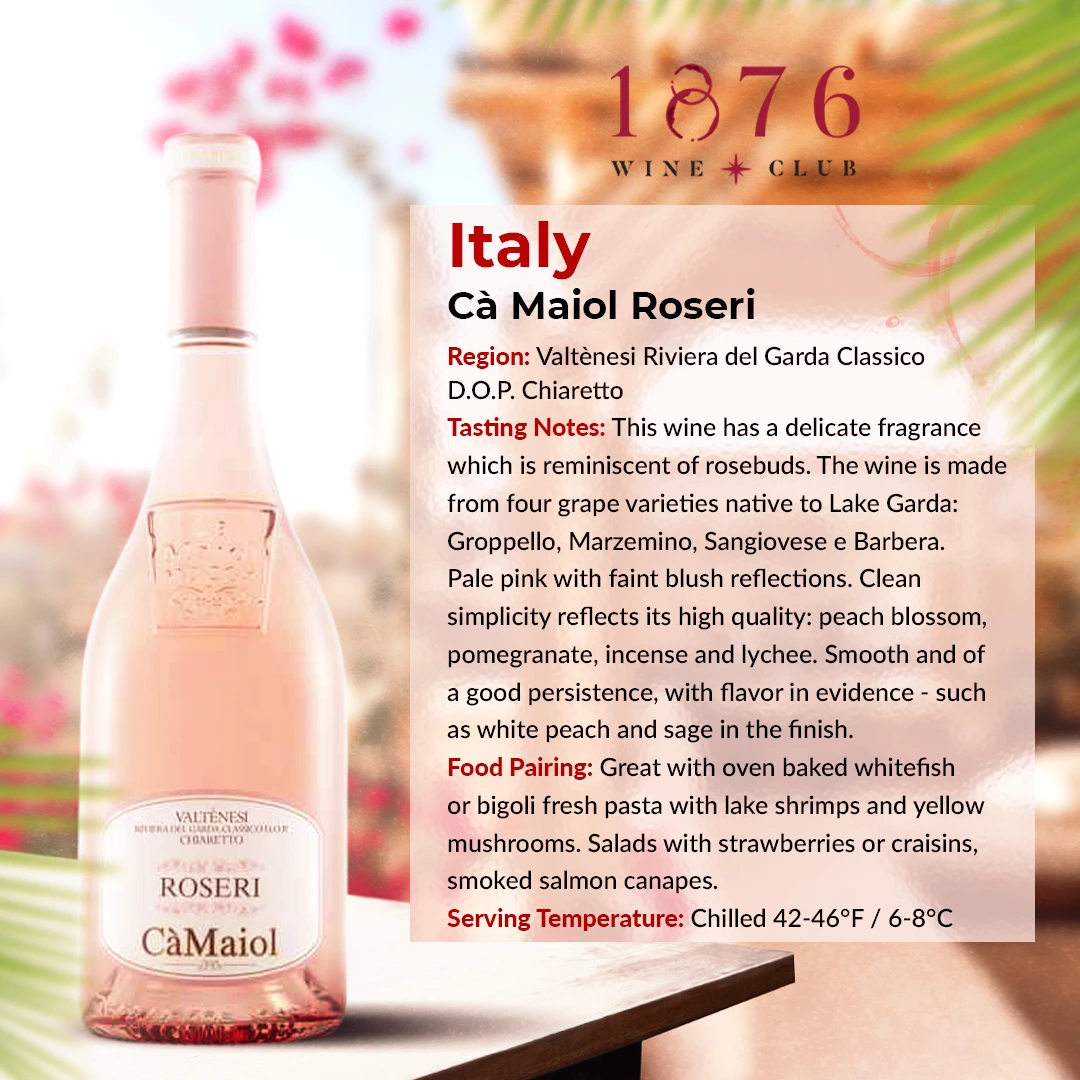 1876
WINE CLUB
Italy
Cà Maiol Roseri
Region: Valtènesi Riviera del Garda Classico
D.O.P. Chiaretto
Tasting Notes: This wine has a delicate fragrance
which is reminiscent of rosebuds. The wine is made
from four grape varieties native to Lake Garda:
Groppello, Marzemino, Sangiovese e Barbera.
Pale pink with faint blush reflections. Clean
simplicity reflects its high quality: peach blossom,
pomegranate, incense and lychee. Smooth and of
a good persistence, with flavor in evidence - such
as white peach and sage in the finish.
Food Pairing: Great with oven baked whitefish
or bigoli fresh pasta with lake shrimps and yellow
mushrooms. Salads with strawberries or craisins,
smoked salmon canapes.
Serving Temperature: Chilled 42-46°F / 6-8°C
VALTÈNESI
RIVIERA DEL GARDA CLASSICO D.O.P.
CHIARETTO
ROSERI
CàMaiol